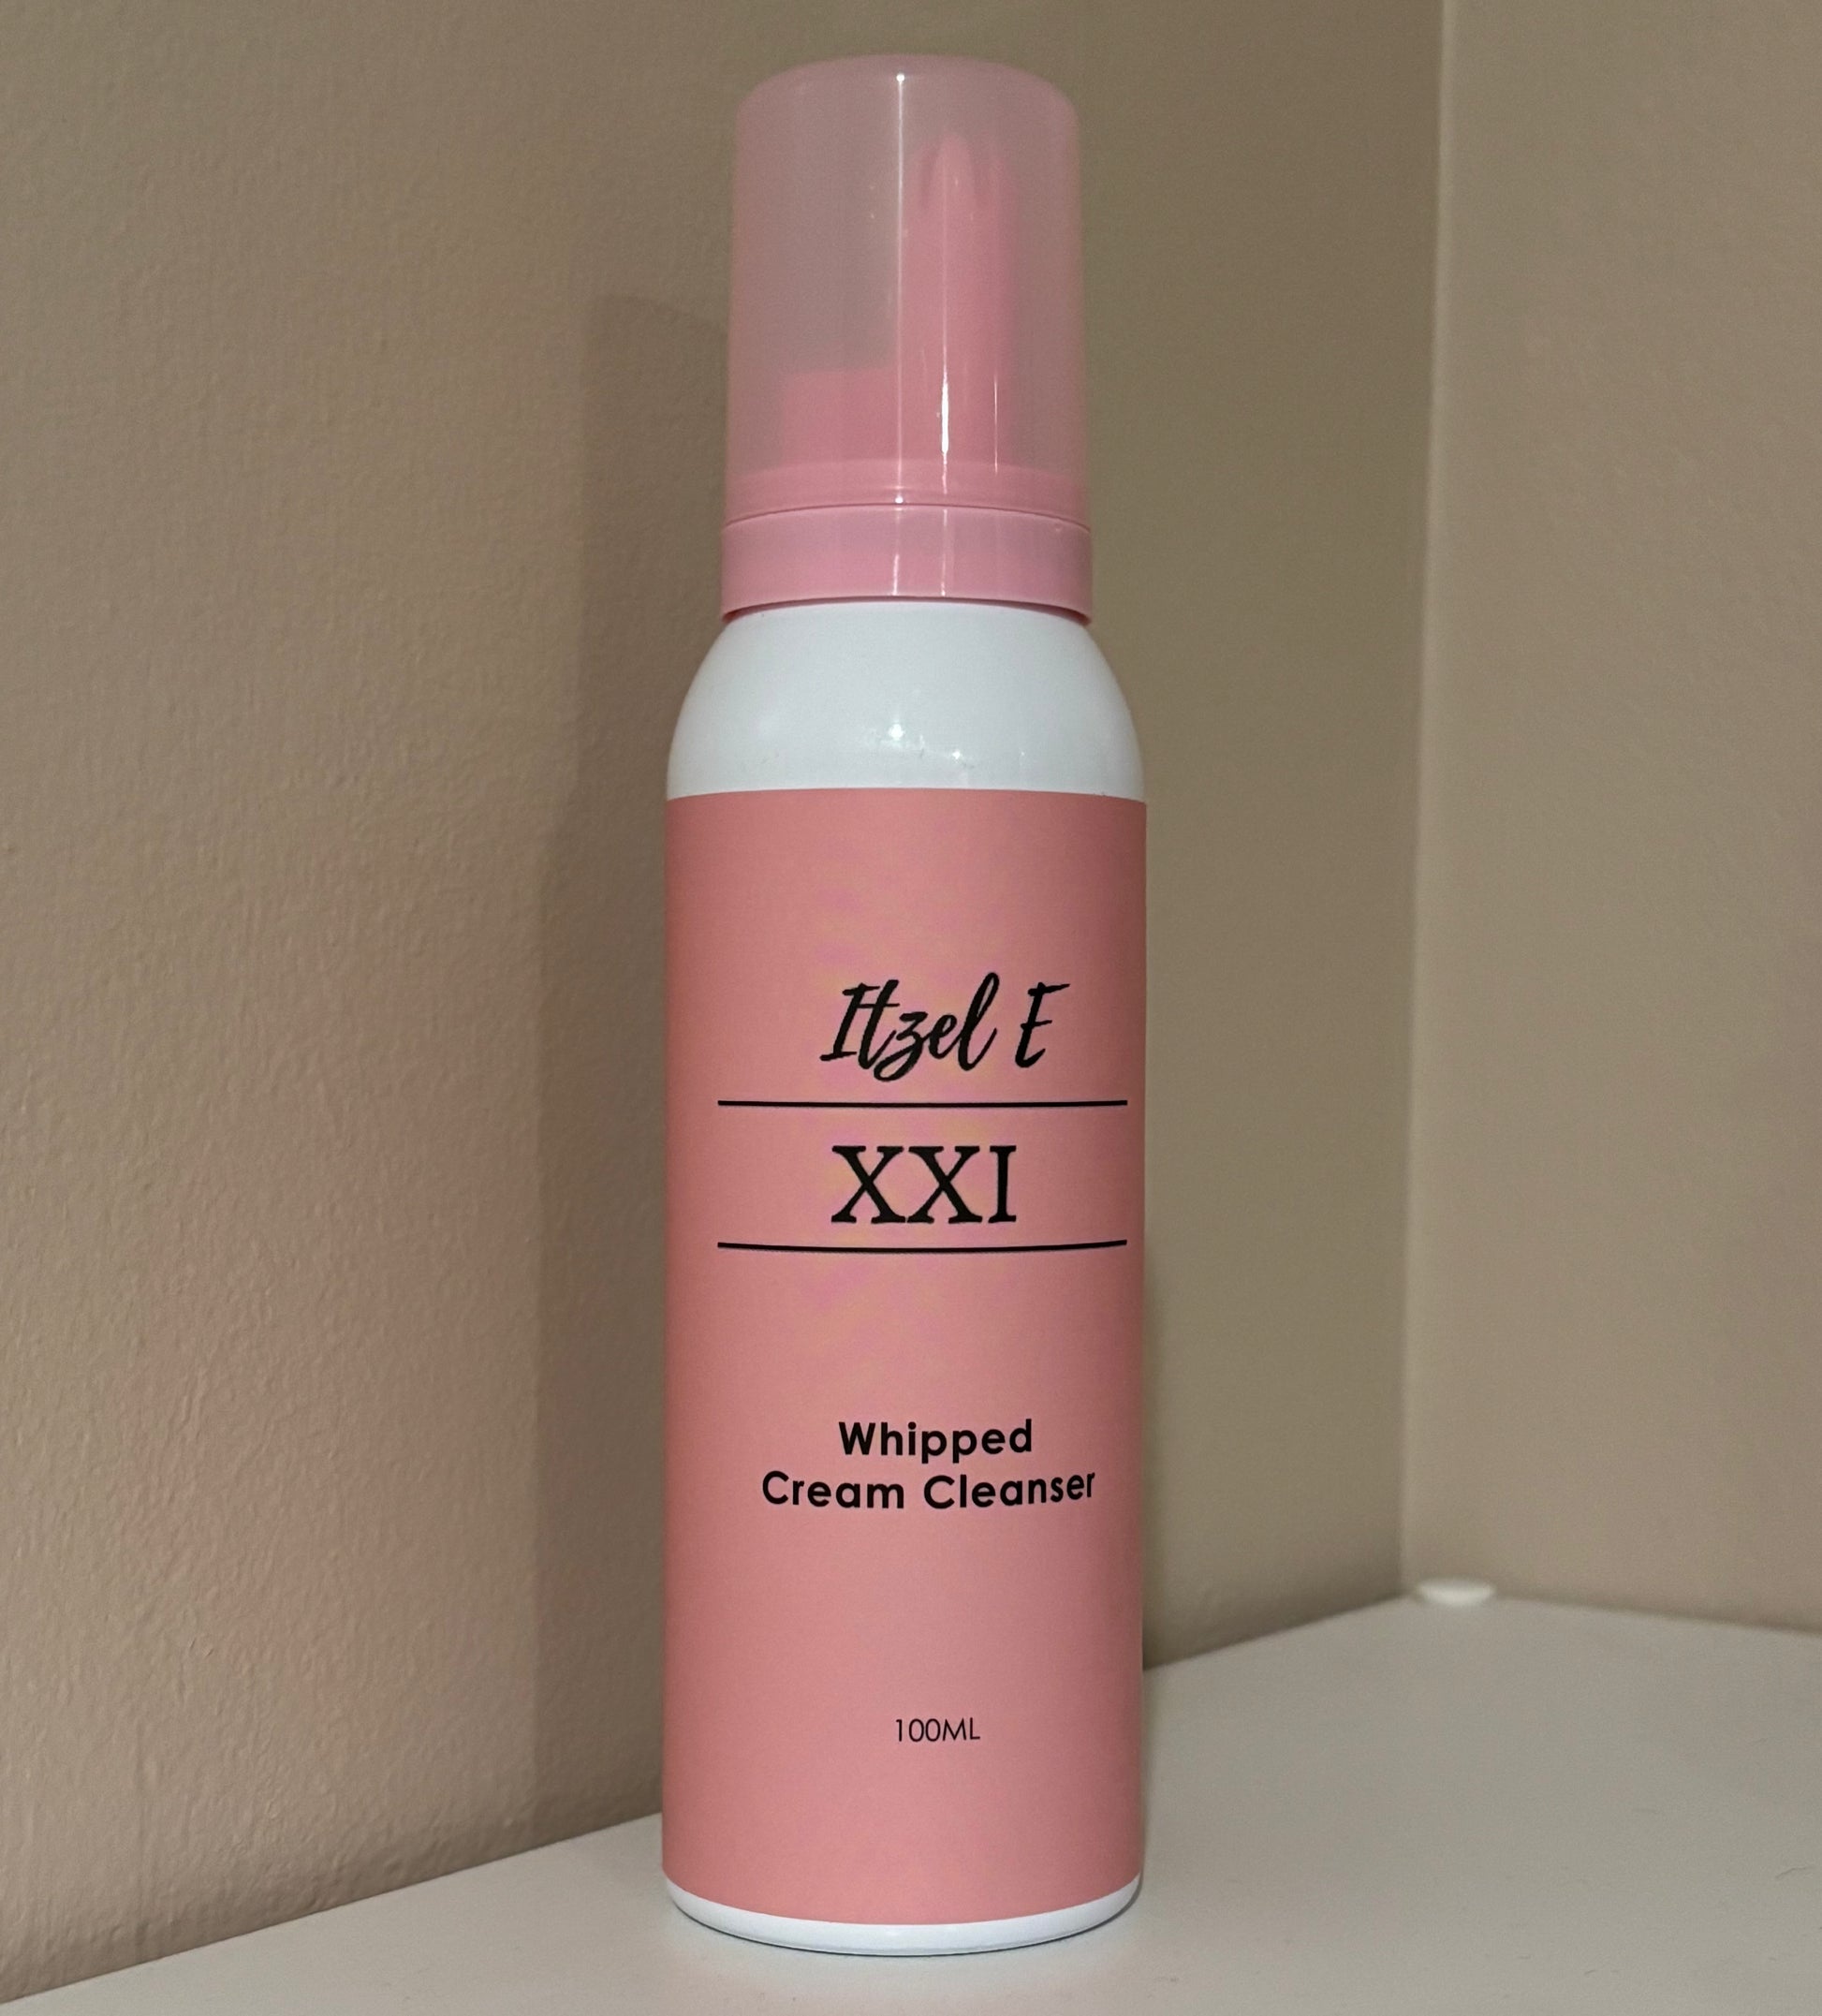 Itzel E
XXI
Whipped
Cream Cleanser
100ML